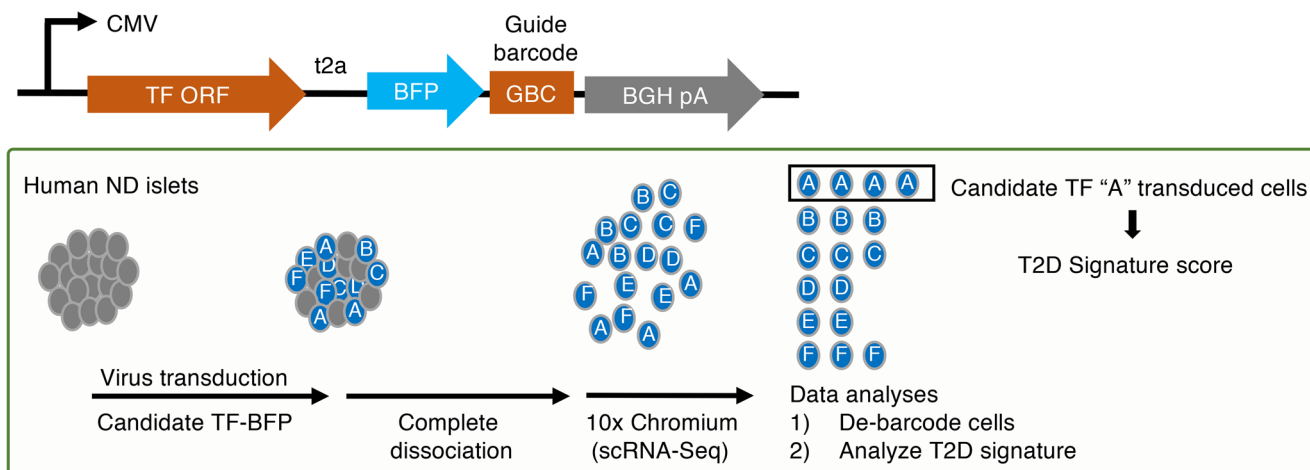 CMV
Guide
barcode
t2a
TF ORF
BFP
GBC
BGH pA
Human ND islets
A
B
E
D
F
C
F
C
L
A
A
B
C
B
C
C
F
A
B
D
D
F
E
E
A
A
F
A
A A A A
B B B
C C C
D D
E E
F F F
Candidate TF “A” transduced cells
T2D Signature score
Virus transduction
Candidate TF-BFP
Complete
dissociation
10x Chromium
(scRNA-Seq)
Data analyses
1) De-barcode cells
2) Analyze T2D signature